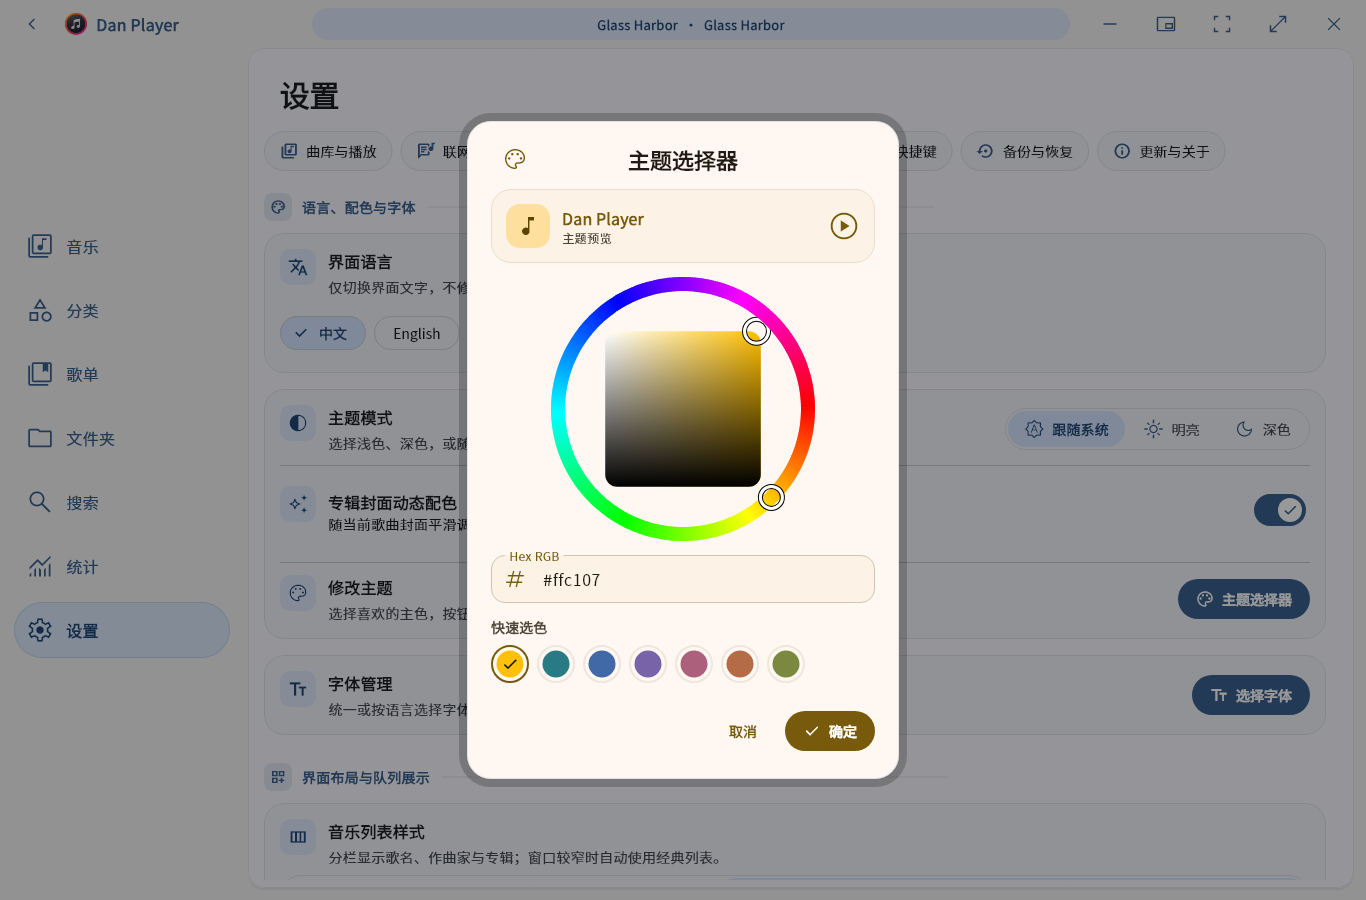 Dan Player
Glass Harbor • Glass Harbor
设置
曲库与播放
联网
快捷键
备份与恢复
更新与关于
音乐
分类
歌单
文件夹
搜索
统计
设置
语言、配色与字体
界面语言
仅切换界面文字，不修
中文
English
主题模式
选择浅色、深色，或随
跟随系统
明亮
深色
专辑封面动态配色
随当前歌曲封面平滑调
修改主题
选择喜欢的主色，按钮
主题选择器
字体管理
统一或按语言选择字体
选择字体
界面布局与队列展示
音乐列表样式
分栏显示歌名、作曲家与专辑；窗口较窄时自动使用经典列表。
主题选择器
Dan Player
主题预览
Hex RGB
#ffc107
快速选色
取消
确定